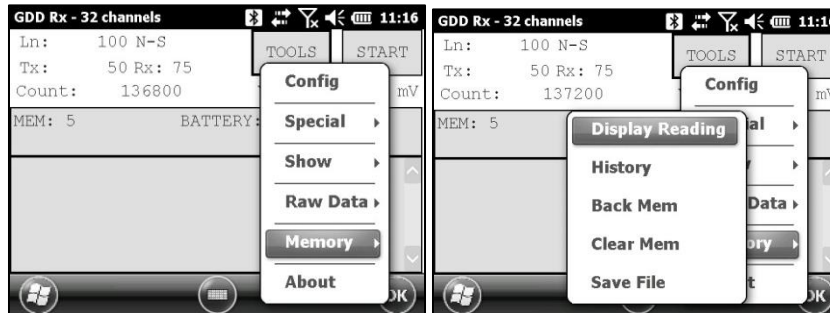 GDD Rx - 32 channels 11:16
Ln: 100 N-S
TOOLS START
Tx: 50 Rx: 75
Count: 136800 mV
MEM: 5 BATTERY:
Config
Special
Show
Raw Data
Memory
About
GDD Rx - 32 channels
Ln: 100 N-S
TOOLS START
Tx: 50 Rx: 75
Count: 137200
MEM: 5
Config
Display Reading
History
Back Mem
Data
Clear Mem
Save File